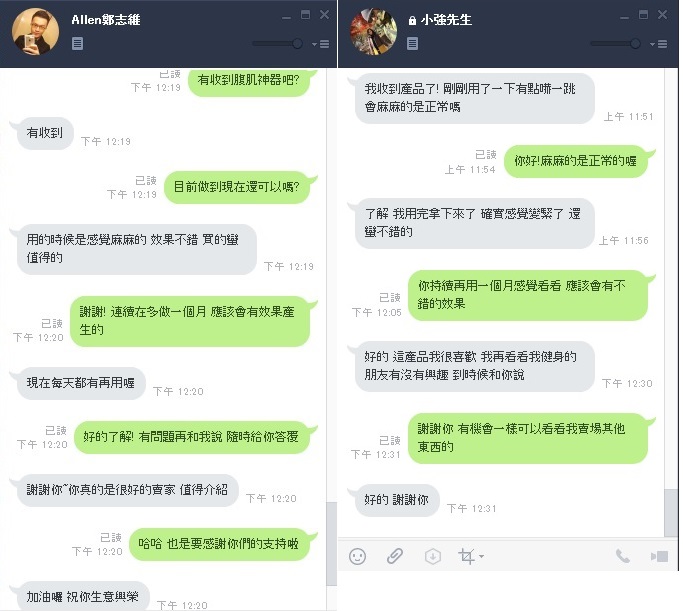 Allen鄭志維
已讀
下午 12:19
有收到腹肌神器吧?
有收到
下午 12:19
已讀
下午 12:19
目前做到現在還可以嗎?
用的時候是感覺麻麻的 效果不錯 買的蠻
值得的
下午 12:19
已讀
下午 12:20
謝謝! 連續在多做一個月 應該會有效果產
生的
現在每天都有再用喔
下午 12:20
已讀
下午 12:20
好的了解! 有問題再和我說 隨時給你答覆
謝謝你~你真的是很好的賣家 值得介紹
下午 12:20
已讀
下午 12:20
哈哈 也是要感謝你們的支持啦
加油囉 祝你生意興榮
下午 12:20
小強先生
我收到產品了! 剛剛用了一下有點嚇一跳
會麻麻的是正常嗎
上午 11:51
已讀
上午 11:54
你好!麻麻的是正常的喔
了解 我用完拿下來了 確實感覺變緊了 還
蠻不錯的
上午 11:56
已讀
下午 12:05
你持續再用一個月感覺看看 應該會有不
錯的效果
好的 這產品我很喜歡 我再看看我健身的
朋友有沒有興趣 到時候和你說
下午 12:30
已讀
下午 12:31
謝謝你 有機會一樣可以看看我賣場其他
東西的
好的 謝謝你
下午 12:31